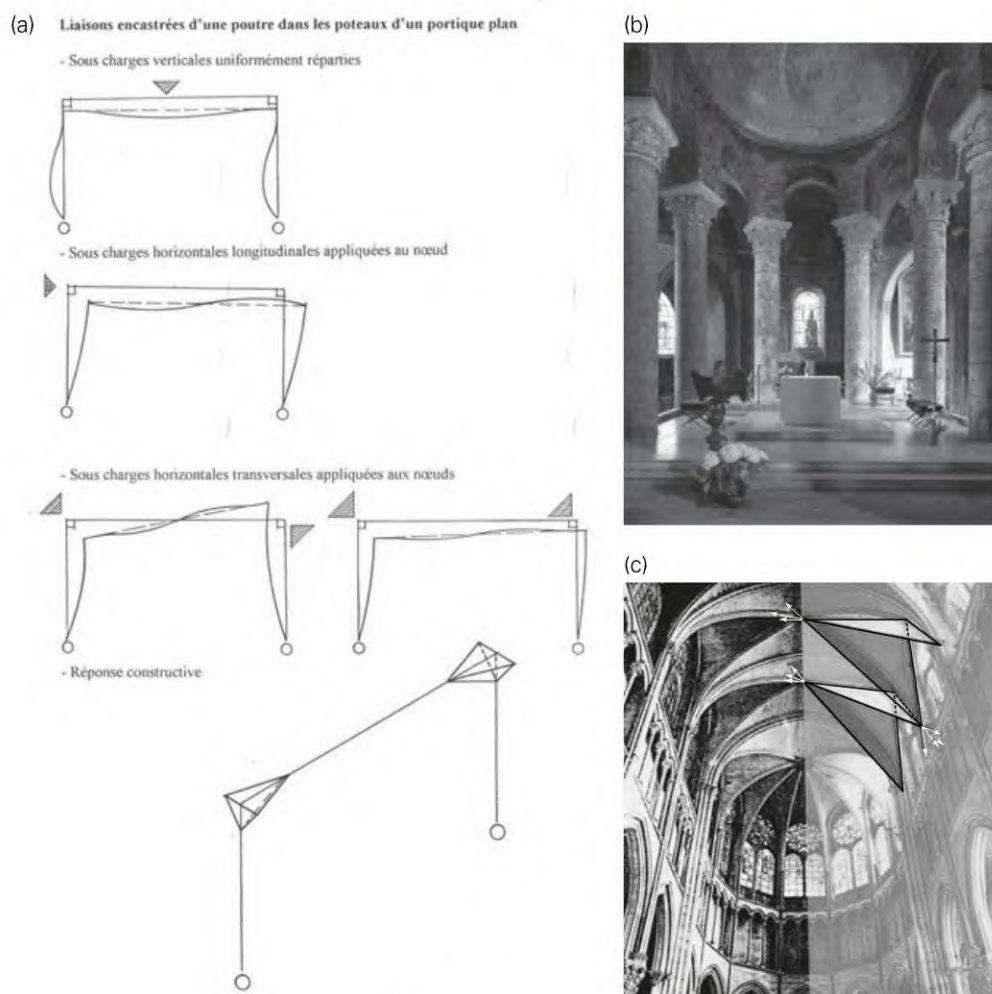 (a)
Liaisons encastrées d'une poutre dans les poteaux d'un portique plan
- Sous charges verticales uniformément réparties
- Sous charges horizontales longitudinales appliquées au nœud
- Sous charges horizontales transversales appliquées aux nœuds
- Réponse constructive
(b)
(c)